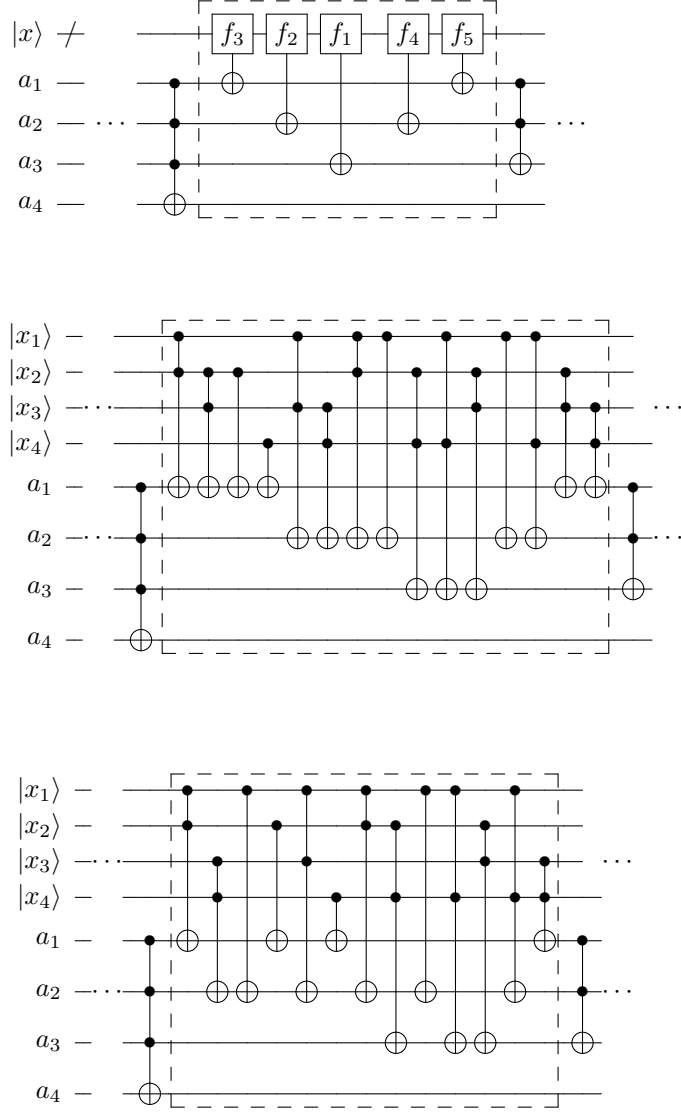 |x⟩ f₃ f₂ f₁ f₄ f₅
a₁
a₂ ··· ···
a₃
a₄
|x₁⟩
|x₂⟩
|x₃⟩ ··· ···
|x₄⟩
a₁
a₂ ··· ···
a₃
a₄
|x₁⟩
|x₂⟩
|x₃⟩ ··· ···
|x₄⟩
a₁
a₂ ··· ···
a₃
a₄